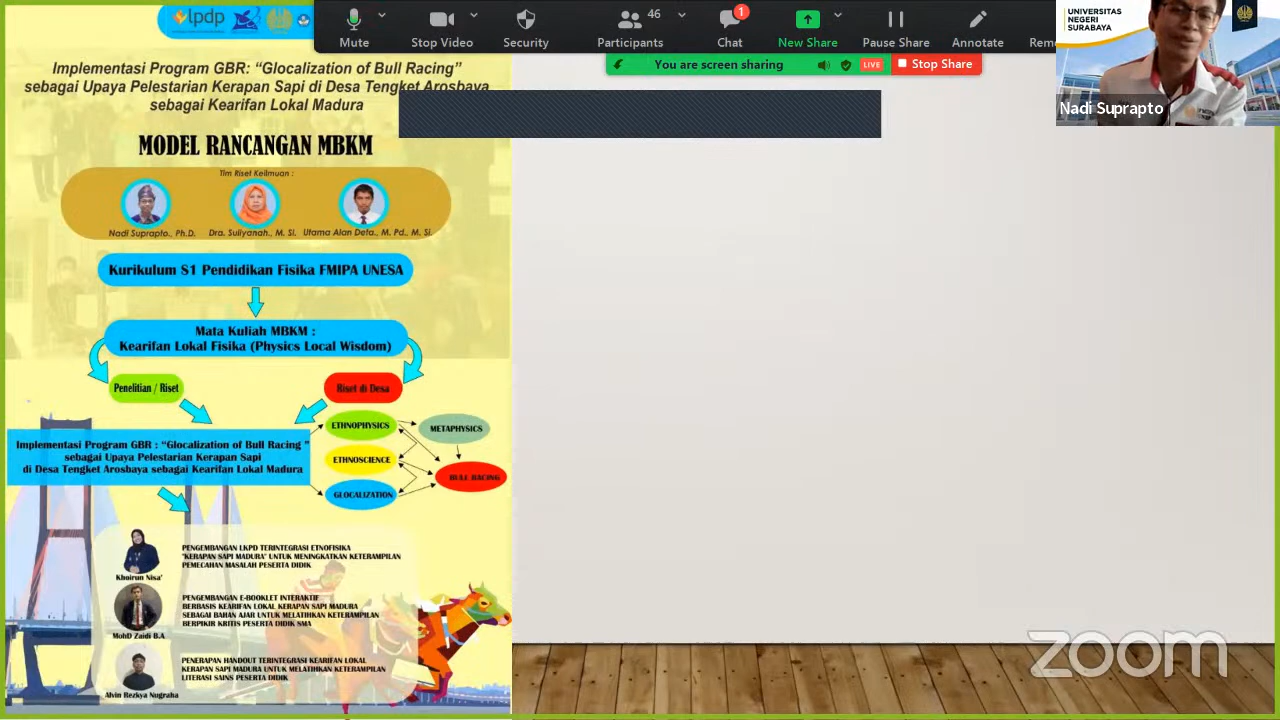 lpdp
Mute
Stop Video
Security
46
Participants
1
Chat
New Share
Pause Share
Annotate
You are screen sharing
LIVE
Stop Share
UNIVERSITAS
NEGERI
SURABAYA
Nadi Suprapto
Implementasi Program GBR: “Glocalization of Bull Racing”
sebagai Upaya Pelestarian Kerapan Sapi di Desa Tengket Arosbaya
sebagai Kearifan Lokal Madura
MODEL RANCANGAN MBKM
Tim Riset Keilmuan :
Nadi Suprapto., Ph.D. Dra. Suliyanah., M. Si. Utama Alan Deta., M. Pd., M. Si.
Kurikulum S1 Pendidikan Fisika FMIPA UNESA
Mata Kuliah MBKM :
Kearifan Lokal Fisika (Physics Local Wisdom)
Penelitian / Riset
Riset di Desa
Implementasi Program GBR : “Glocalization of Bull Racing ”
sebagai Upaya Pelestarian Kerapan Sapi
di Desa Tengket Arosbaya sebagai Kearifan Lokal Madura
ETHNOPHYSICS
METAPHYSICS
ETHNOSCIENCE
BULL RACING
GLOCALIZATION
PENGEMBANGAN LKPD TERINTEGRASI ETNOFISIKA
“KERAPAN SAPI MADURA” UNTUK MENINGKATKAN KETERAMPILAN
PEMECAHAN MASALAH PESERTA DIDIK
Khoirun Nisa’
PENGEMBANGAN E-BOOKLET INTERAKTIF
BERBASIS KEARIFAN LOKAL KERAPAN SAPI MADURA
SEBAGAI BAHAN AJAR UNTUK MELATIHKAN KETERAMPILAN
BERPIKIR KRITIS PESERTA DIDIK SMA
MohD Zaidi B.A
PENERAPAN HANDOUT TERINTEGRASI KEARIFAN LOKAL
KERAPAN SAPI MADURA UNTUK MELATIHKAN KETERAMPILAN
LITERASI SAINS PESERTA DIDIK
Alvin Rezkya Nugraha
zoom